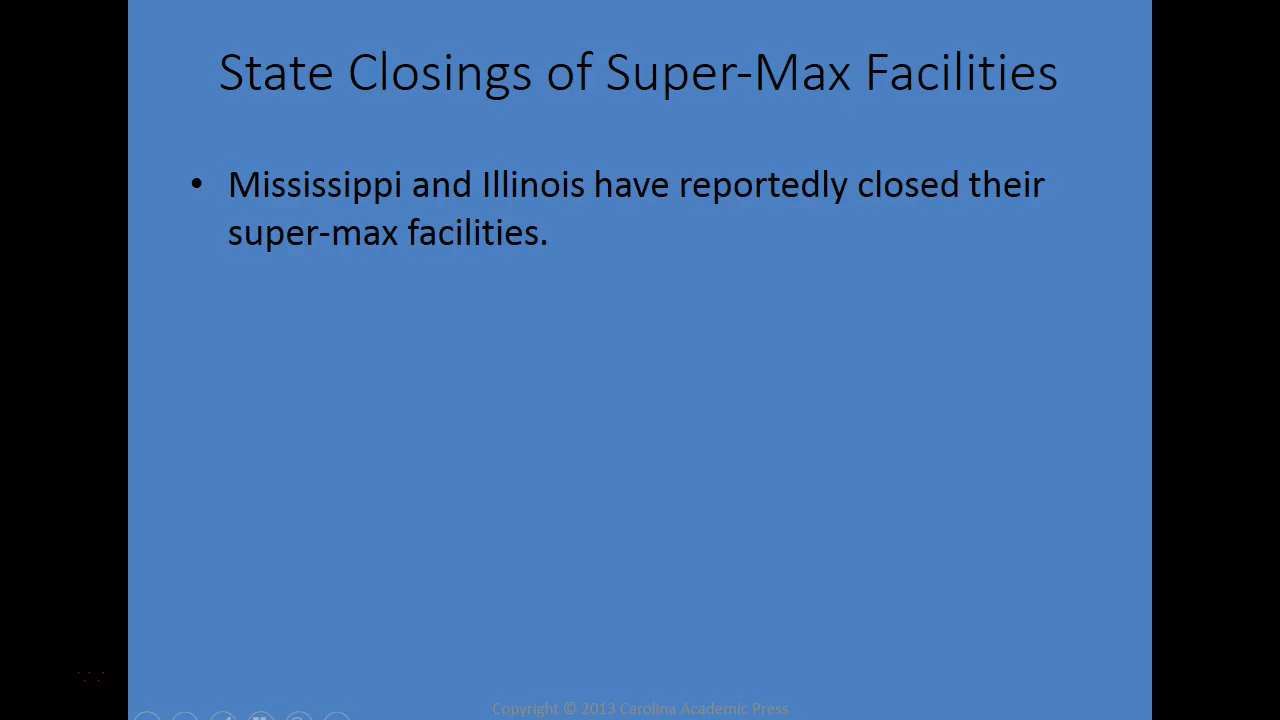 State Closings of Super-Max Facilities
• Mississippi and Illinois have reportedly closed their
super-max facilities.
Copyright © 2013 Carolina Academic Press